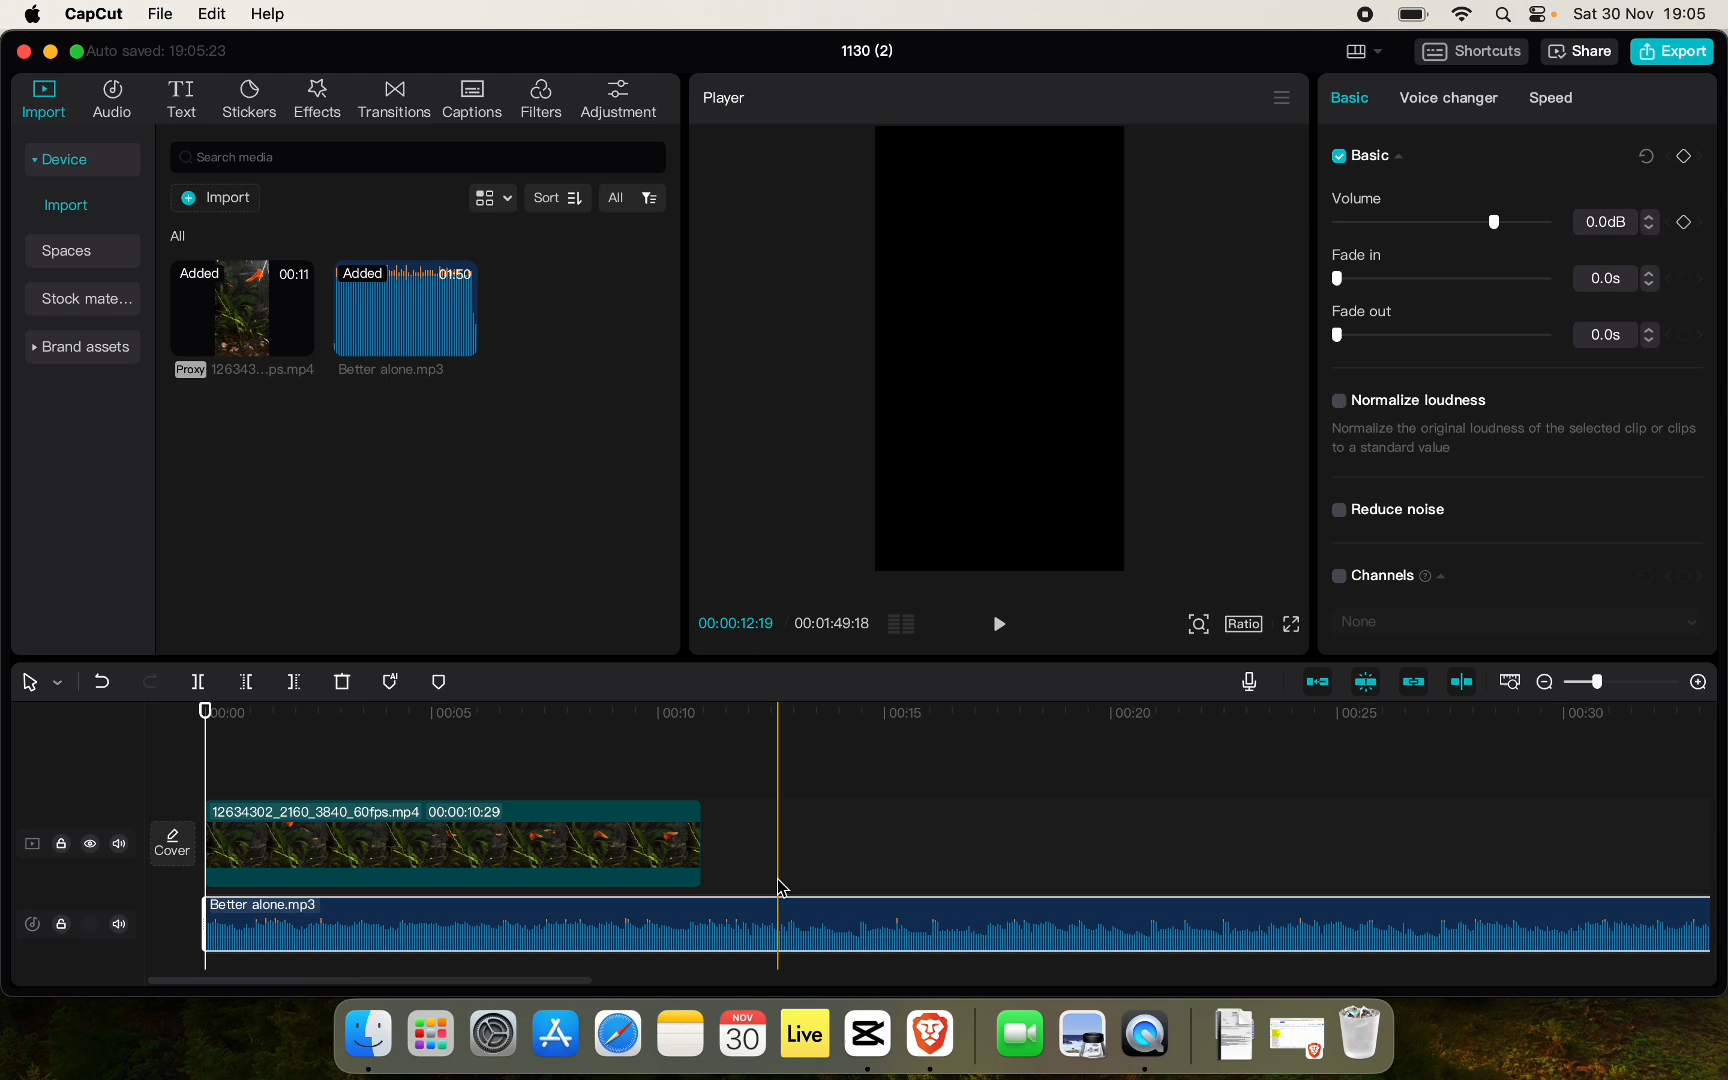 CapCut File Edit Help Sat 30 Nov 19:05
Auto saved: 19:05:23 1130 (2) Shortcuts Share Export
Import Audio Text Stickers Effects Transitions Captions Filters Adjustment
Device
Import
Spaces
Stock mate...
Brand assets
Search media
Import Sort All
All
Added 00:11
Added 01:50
Proxy 126343...ps.mp4
Better alone.mp3
Player
00:00:12:19 00:01:49:18 Ratio
Basic Voice changer Speed
Basic
Volume
0.0dB
Fade in
0.0s
Fade out
0.0s
Normalize loudness
Normalize the original loudness of the selected clip or clips
to a standard value
Reduce noise
Channels
None
AI
00:00 00:05 00:10 00:15 00:20 00:25 00:30
Cover
12634302_2160_3840_60fps.mp4 00:00:10:29
Better alone.mp3
NOV
30
Live